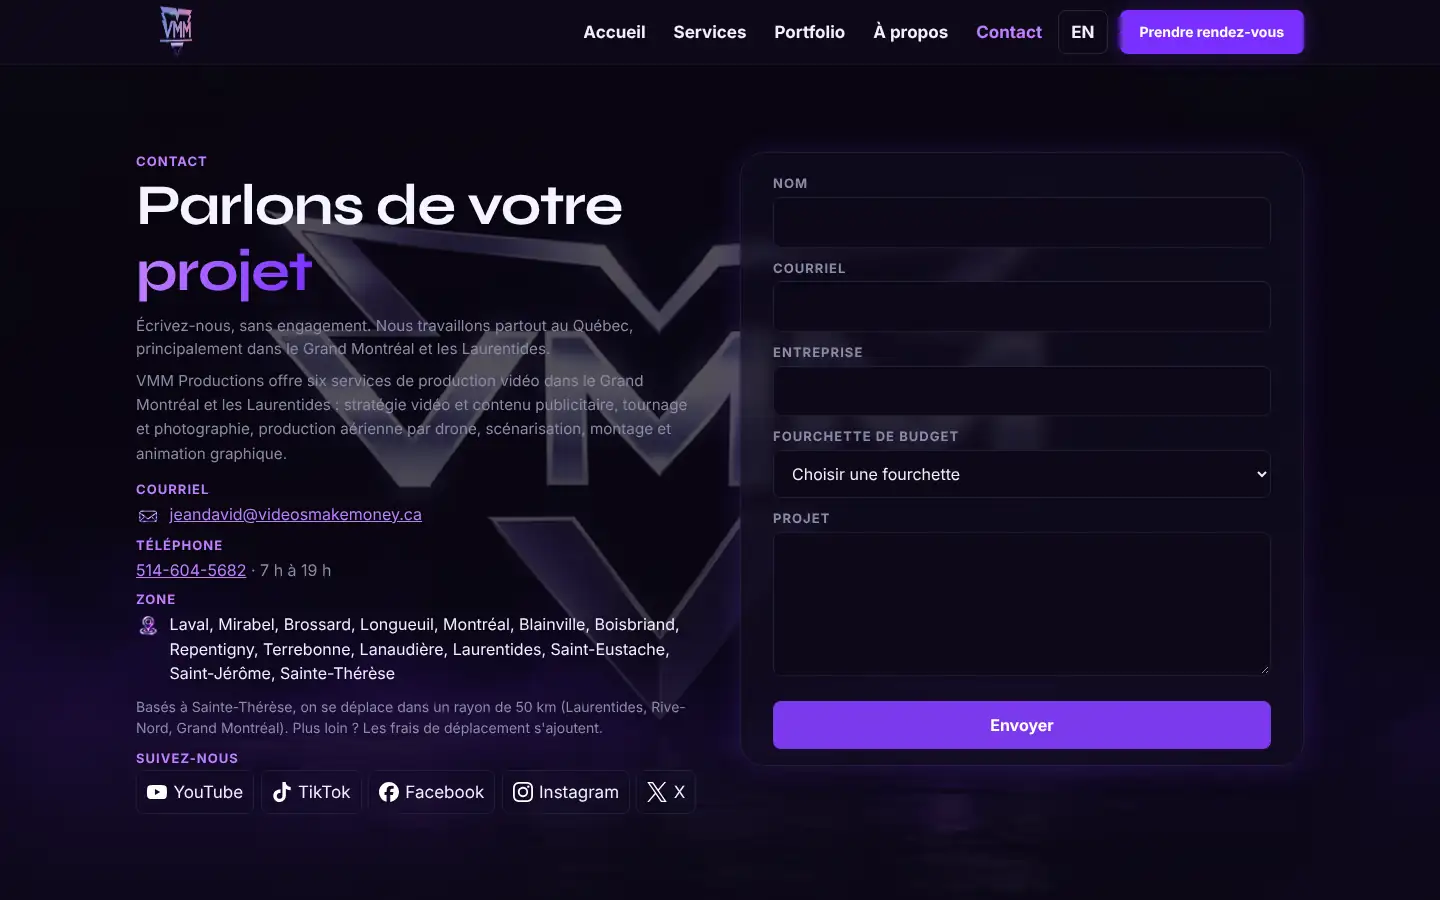 VMM
Accueil
Services
Portfolio
À propos
Contact
EN
Prendre rendez-vous
CONTACT
Parlons de votre
projet
Écrivez-nous, sans engagement. Nous travaillons partout au Québec,
principalement dans le Grand Montréal et les Laurentides.
VMM Productions offre six services de production vidéo dans le Grand
Montréal et les Laurentides : stratégie vidéo et contenu publicitaire, tournage
et photographie, production aérienne par drone, scénarisation, montage et
animation graphique.
COURRIEL
jeandavid@videosmakemoney.ca
TÉLÉPHONE
514-604-5682 · 7 h à 19 h
ZONE
Laval, Mirabel, Brossard, Longueuil, Montréal, Blainville, Boisbriand,
Repentigny, Terrebonne, Lanaudière, Laurentides, Saint-Eustache,
Saint-Jérôme, Sainte-Thérèse
Basés à Sainte-Thérèse, on se déplace dans un rayon de 50 km (Laurentides, Rive-
Nord, Grand Montréal). Plus loin ? Les frais de déplacement s'ajoutent.
SUIVEZ-NOUS
YouTube
TikTok
Facebook
Instagram
X
NOM
COURRIEL
ENTREPRISE
FOURCHETTE DE BUDGET
Choisir une fourchette
PROJET
Envoyer